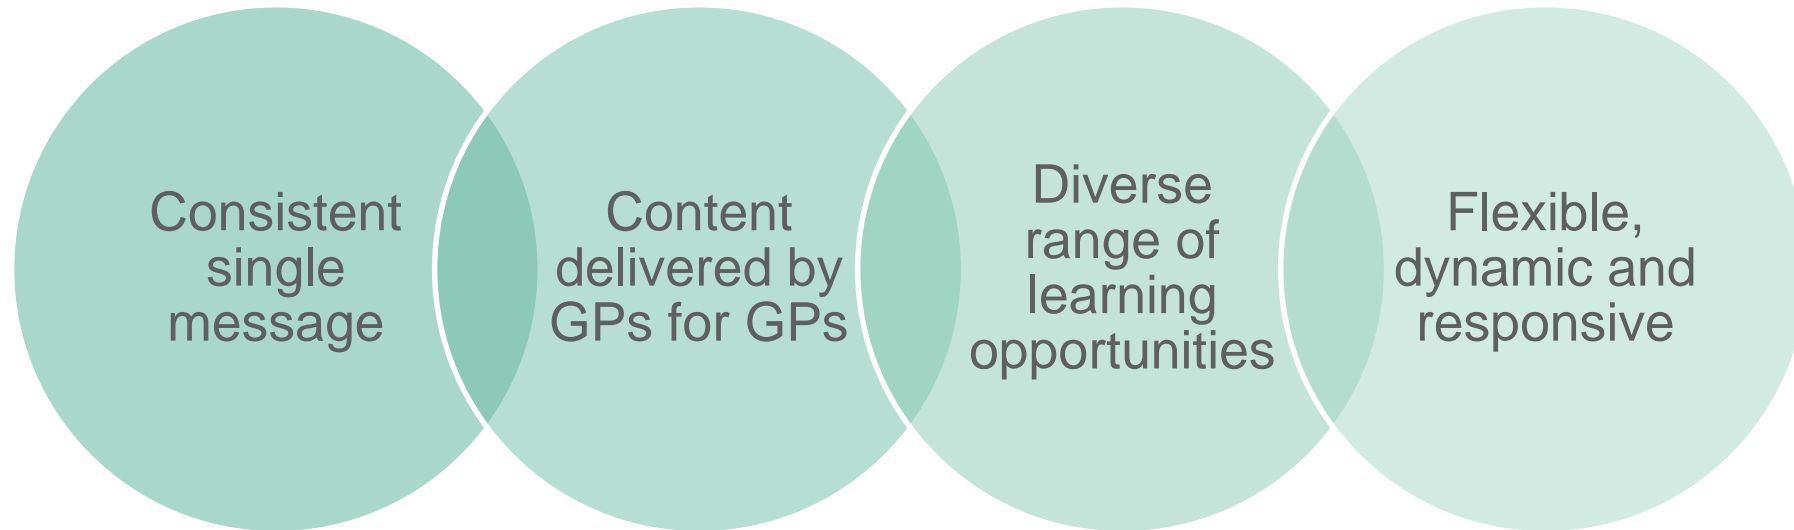 Consistent
single
message
Content
delivered by
GPs for GPs
Diverse
range of
learning
opportunities
Flexible,
dynamic and
responsive